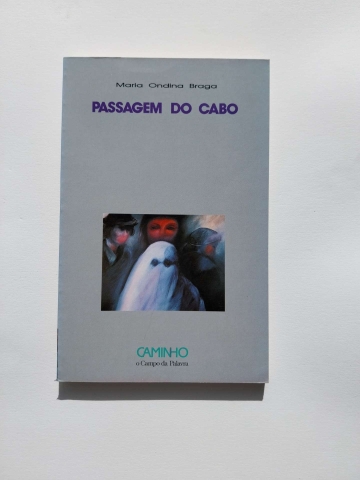 Maria Ondina Braga
PASSAGEM DO CABO
CAMINHO
o Campo da Palavra